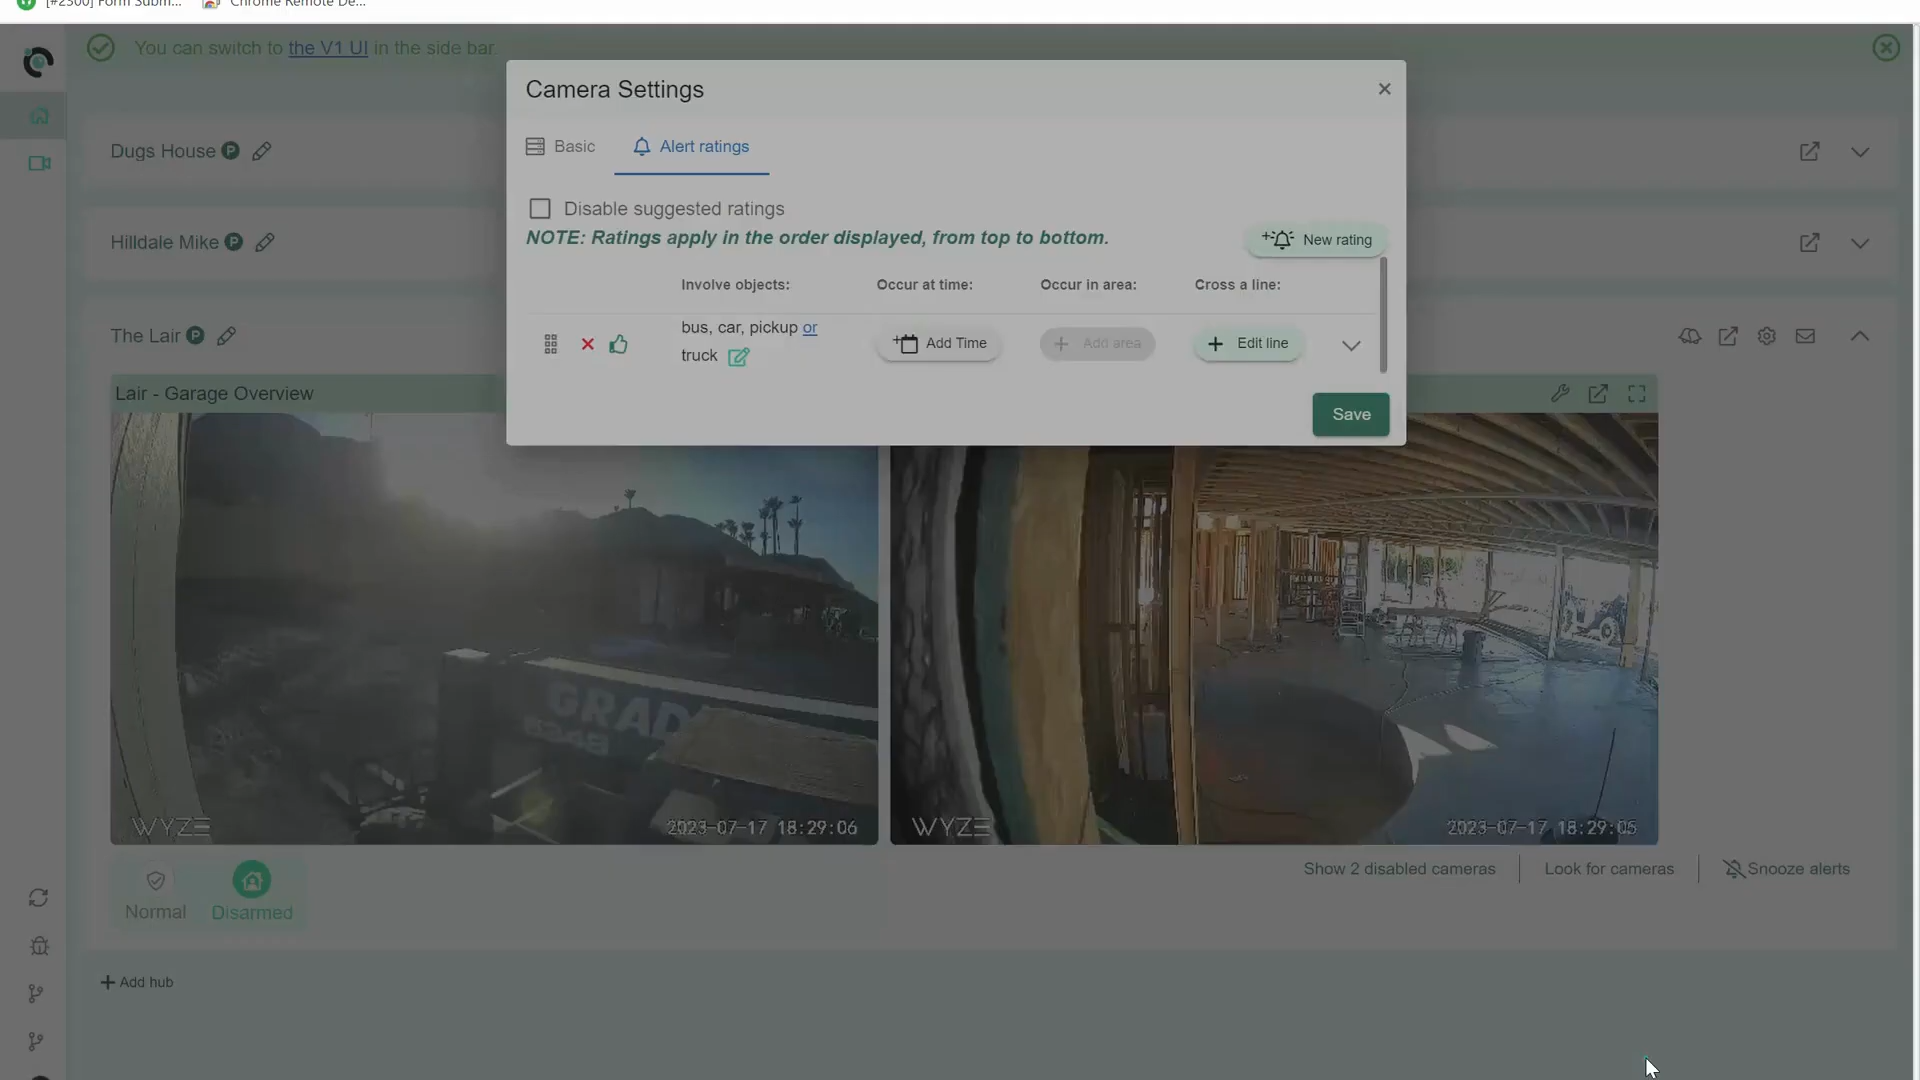 [#2300] Form Subm...
Chrome Remote De...
You can switch to the V1 UI in the side bar.
Camera Settings
Basic
Alert ratings
Disable suggested ratings
NOTE: Ratings apply in the order displayed, from top to bottom.
New rating
Involve objects:
Occur at time:
Occur in area:
Cross a line:
bus, car, pickup or
truck
Add Time
Add area
Edit line
Save
Dugs House P
Hilldale Mike P
The Lair P
Lair - Garage Overview
GRAD
WYZE
2023-07-17 18:29:06
WYZE
2023-07-17 18:29:05
Show 2 disabled cameras
Look for cameras
Snooze alerts
Normal
Disarmed
Add hub